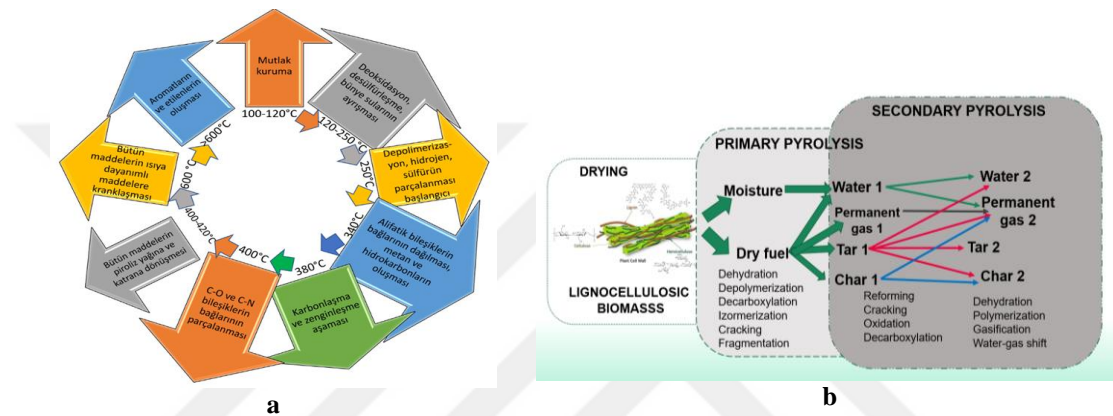 Mutlak
kuruma
100-120°C
Deoksidasyon,
desülfürleşme,
bünye sularının
ayrışması
120-250°C
Depolimerizas-
yon, hidrojen,
sülfürün
parçalanması
başlangıcı
250°C
Alifatik bileşiklerin
bağlarının dağılması,
metan ve
hidrokarbonların
oluşması
340°C
Karbonlaşma
ve zenginleşme
aşaması
380°C
C-O ve C-N
bileşiklerin
bağlarının
parçalanması
400°C
Bütün maddelerin
piroliz yağına ve
katrana dönüşmesi
400-420°C
Bütün
maddelerin ısıya
dayanımlı
maddelere
kranklaşması
600 °C
Aromatların
ve etilenlerin
oluşması
>600°C
a
DRYING
Plant Cell Wall
LIGNOCELLULOSIC
BIOMASSS
PRIMARY PYROLYSIS
Moisture
Dry fuel
Dehydration
Depolymerization
Decarboxylation
Izormerization
Cracking
Fragmentation
SECONDARY PYROLYSIS
Water 1
Permanent
gas 1
Tar 1
Char 1
Reforming
Cracking
Oxidation
Decarboxylation
Water 2
Permanent
gas 2
Tar 2
Char 2
Dehydration
Polymerization
Gasification
Water-gas shift
b